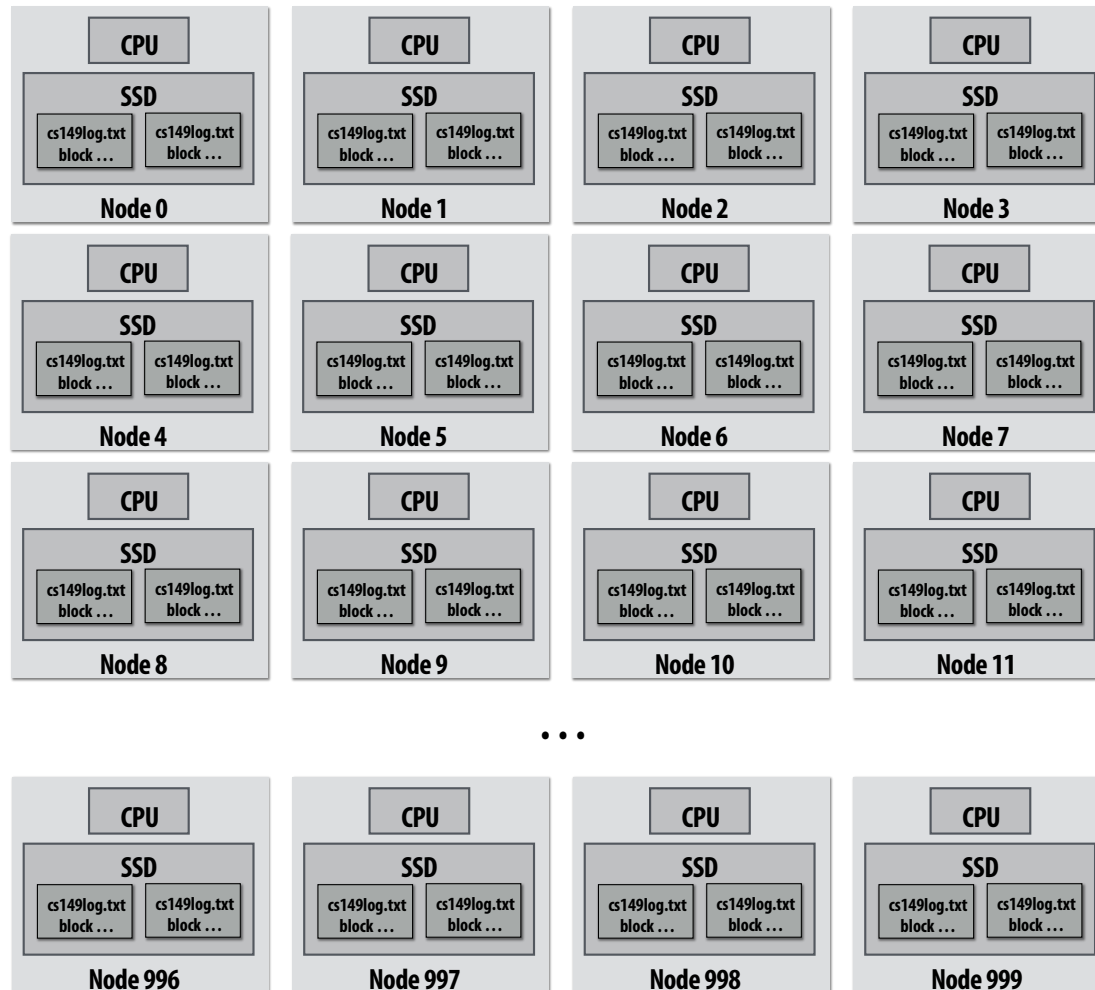 CPU CPU CPU CPU
SSD SSD SSD SSD
cs149log.txt cs149log.txt cs149log.txt cs149log.txt cs149log.txt cs149log.txt cs149log.txt cs149log.txt
block ... block ... block ... block ... block ... block ... block ... block ...
Node 0 Node 1 Node 2 Node 3
CPU CPU CPU CPU
SSD SSD SSD SSD
cs149log.txt cs149log.txt cs149log.txt cs149log.txt cs149log.txt cs149log.txt cs149log.txt cs149log.txt
block ... block ... block ... block ... block ... block ... block ... block ...
Node 4 Node 5 Node 6 Node 7
CPU CPU CPU CPU
SSD SSD SSD SSD
cs149log.txt cs149log.txt cs149log.txt cs149log.txt cs149log.txt cs149log.txt cs149log.txt cs149log.txt
block ... block ... block ... block ... block ... block ... block ... block ...
Node 8 Node 9 Node 10 Node 11
...
CPU CPU CPU CPU
SSD SSD SSD SSD
cs149log.txt cs149log.txt cs149log.txt cs149log.txt cs149log.txt cs149log.txt cs149log.txt cs149log.txt
block ... block ... block ... block ... block ... block ... block ... block ...
Node 996 Node 997 Node 998 Node 999